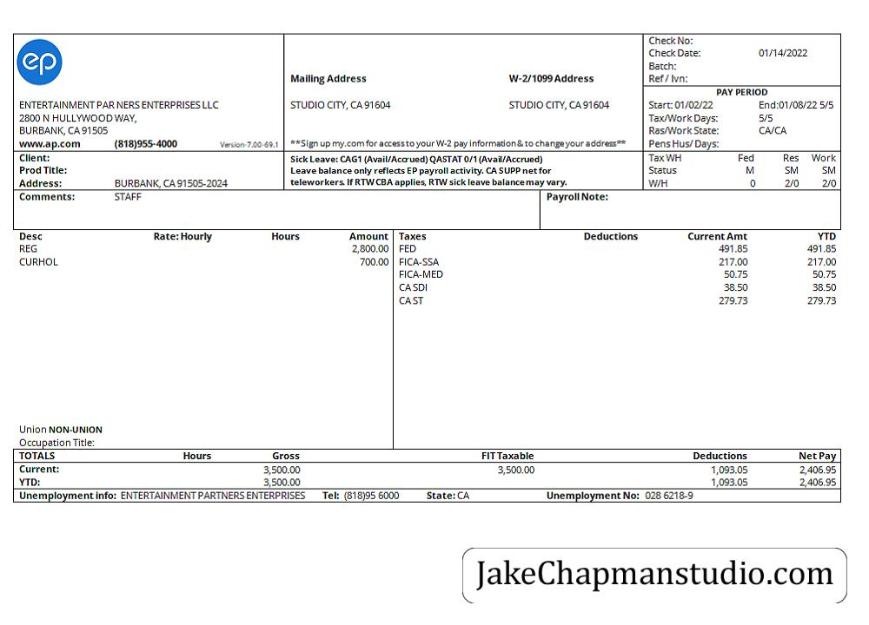 ep
Check No:
Check Date: 01/14/2022
Batch:
Mailing Address W-2/1099 Address Ref / Ivn:
PAY PERIOD
ENTERTAINMENT PAR NERS ENTERPRISES LLC STUDIO CITY, CA 91604 STUDIO CITY, CA 91604 Start: 01/02/22 End:01/08/22 5/5
2800 N HULLYWOOD WAY, Tax/Work Days: 5/5
BURBANK, CA 91505 Ras/Work State: CA/CA
www.ap.com (818)955-4000 Version-7.00-69.1 **Sign up my.com for access to your W-2 pay information & to change your address** Pens Hus/ Days:
Client: Sick Leave: CAG1 (Avail/Accrued) QASTAT 0/1 (Avail/Accrued) Tax WH Fed Res Work
Prod Title: Leave balance only reflects EP payroll activity. CA SUPP net for Status M SM SM
Address: BURBANK, CA 91505-2024 teleworkers. If RTW CBA applies, RTW sick leave balance may vary. W/H 0 2/0 2/0
Comments: STAFF Payroll Note:
Desc Rate: Hourly Hours Amount Taxes Deductions Current Amt YTD
REG 2,800.00 FED 491.85 491.85
CURHOL 700.00 FICA-SSA 217.00 217.00
FICA-MED 50.75 50.75
CA SDI 38.50 38.50
CA ST 279.73 279.73
Union NON-UNION
Occupation Title:
TOTALS Hours Gross FIT Taxable Deductions Net Pay
Current: 3,500.00 3,500.00 1,093.05 2,406.95
YTD: 3,500.00 1,093.05 2,406.95
Unemployment info: ENTERTAINMENT PARTNERS ENTERPRISES Tel: (818)95 6000 State: CA Unemployment No: 028 6218-9
JakeChapmanstudio.com